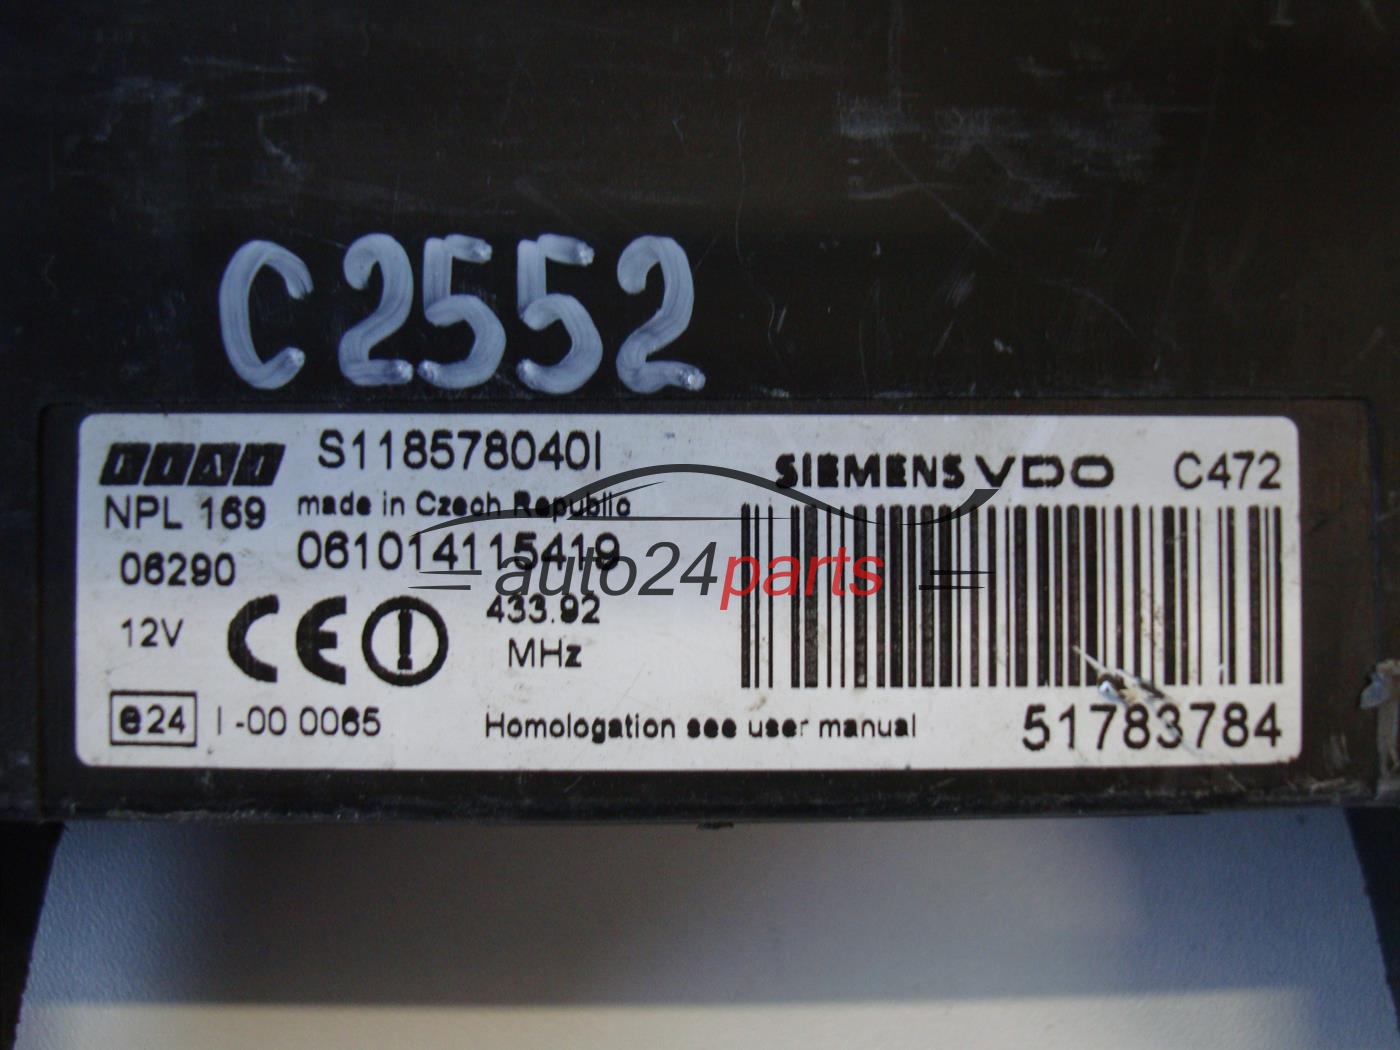 C2552
FIAT S118578040I SIEMENS VDO C472
NPL 169 made in Czech Republic
06290 061014115419
auto24parts
12V CE 433.92
MHz
e24 I -00 0065 Homologation see user manual 51783784